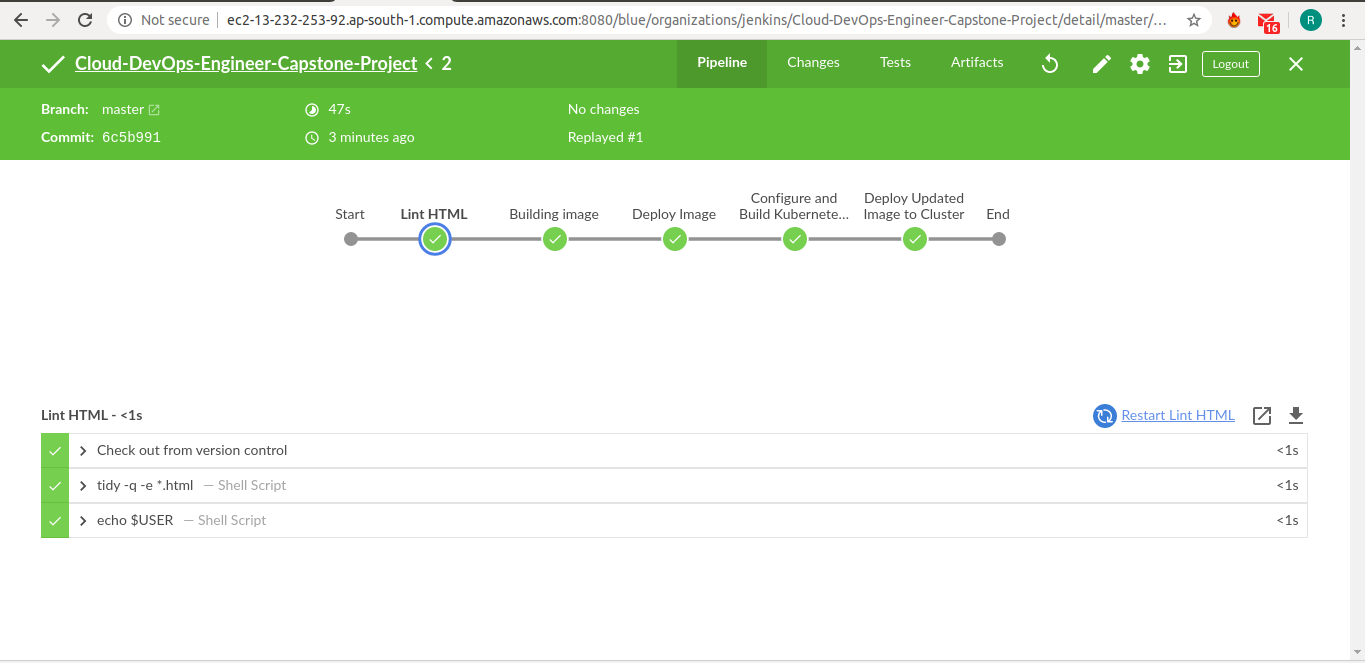 Not secure | ec2-13-232-253-92.ap-south-1.compute.amazonaws.com:8080/blue/organizations/jenkins/Cloud-DevOps-Engineer-Capstone-Project/detail/master/...
16
R
Cloud-DevOps-Engineer-Capstone-Project < 2
Pipeline Changes Tests Artifacts Logout
Branch: master 47s No changes
Commit: 6c5b991 3 minutes ago Replayed #1
Configure and Deploy Updated
Start Lint HTML Building image Deploy Image Build Kubernete... Image to Cluster End
Lint HTML - <1s Restart Lint HTML
Check out from version control <1s
tidy -q -e *.html — Shell Script <1s
echo $USER — Shell Script <1s